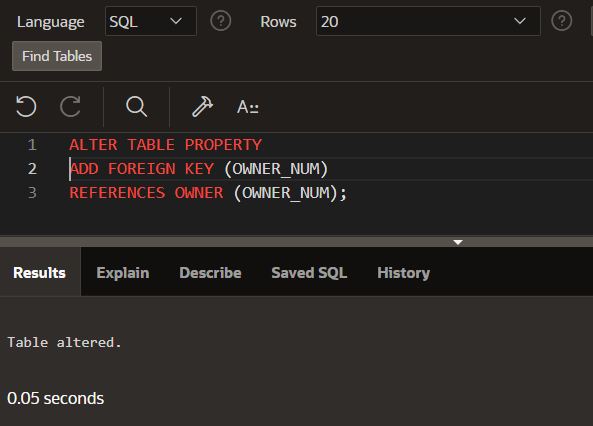 Language SQL ? Rows 20 ?
Find Tables
A::
1 ALTER TABLE PROPERTY
2 ADD FOREIGN KEY (OWNER_NUM)
3 REFERENCES OWNER (OWNER_NUM);
Results Explain Describe Saved SQL History
Table altered.
0.05 seconds